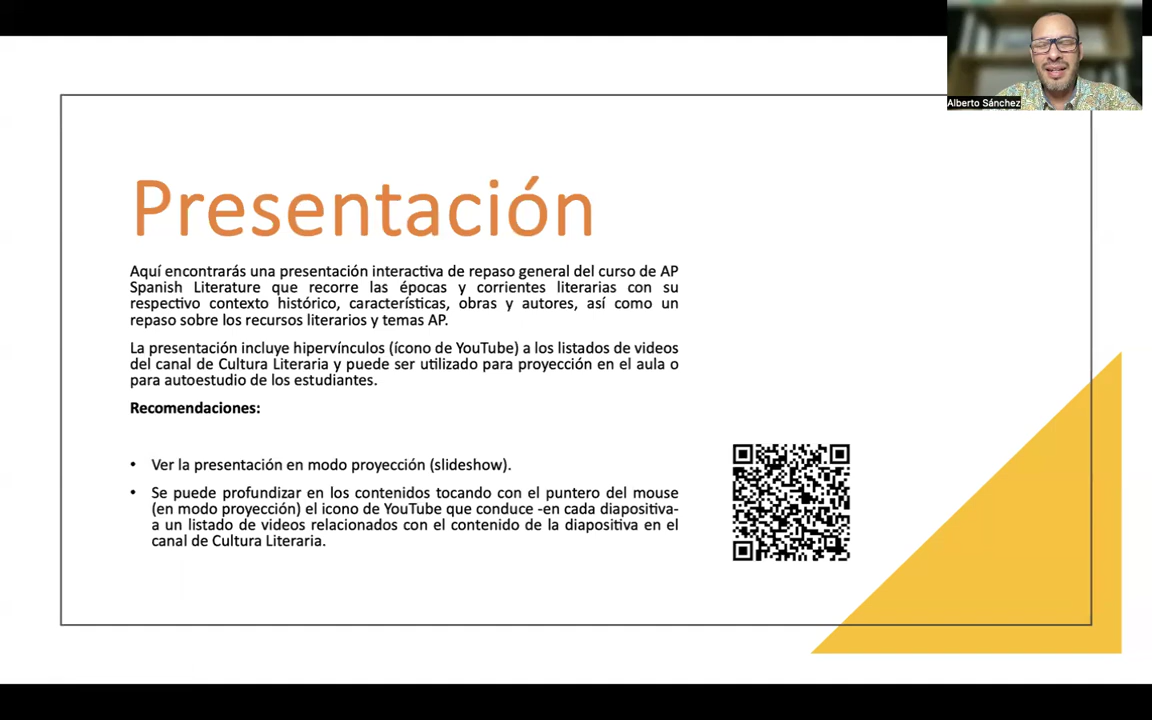 Alberto Sánchez
Presentación
Aquí encontrarás una presentación interactiva de repaso general del curso de AP
Spanish Literature que recorre las épocas y corrientes literarias con su
respectivo contexto histórico, características, obras y autores, así como un
repaso sobre los recursos literarios y temas AP.
La presentación incluye hipervínculos (ícono de YouTube) a los listados de videos
del canal de Cultura Literaria y puede ser utilizado para proyección en el aula o
para autoestudio de los estudiantes.
Recomendaciones:
• Ver la presentación en modo proyección (slideshow).
• Se puede profundizar en los contenidos tocando con el puntero del mouse
(en modo proyección) el icono de YouTube que conduce -en cada diapositiva-
a un listado de videos relacionados con el contenido de la diapositiva en el
canal de Cultura Literaria.